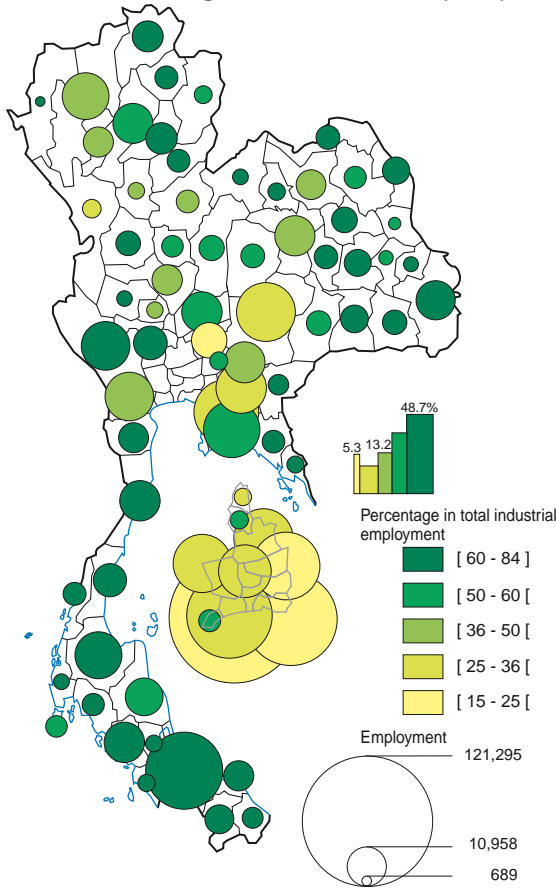 48.7%
5.3
13.2
Percentage in total industrial
employment
[ 60 - 84 ]
[ 50 - 60 [
[ 36 - 50 [
[ 25 - 36 [
[ 15 - 25 [
Employment
121,295
10,958
689